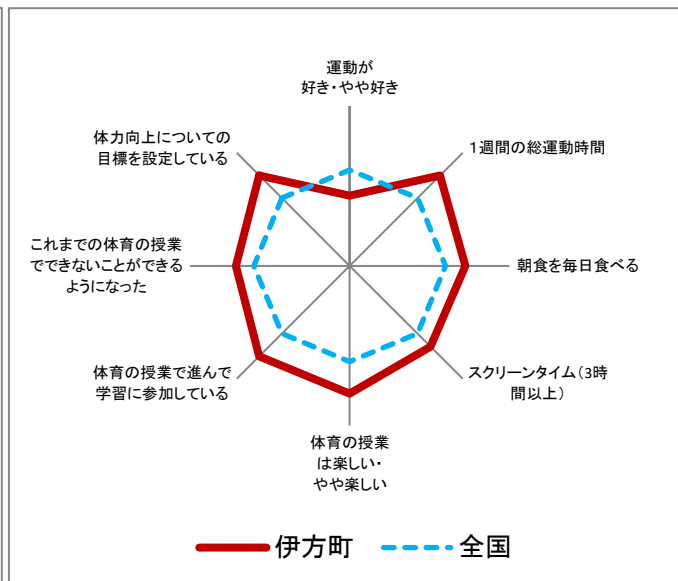 運動が
好き・やや好き
1週間の総運動時間
朝食を毎日食べる
スクリーンタイム（3時
間以上）
体育の授業
は楽しい・
やや楽しい
体育の授業で進んで
学習に参加している
これまでの体育の授業
でできないことができる
ようになった
体力向上についての
目標を設定している
伊方町
全国